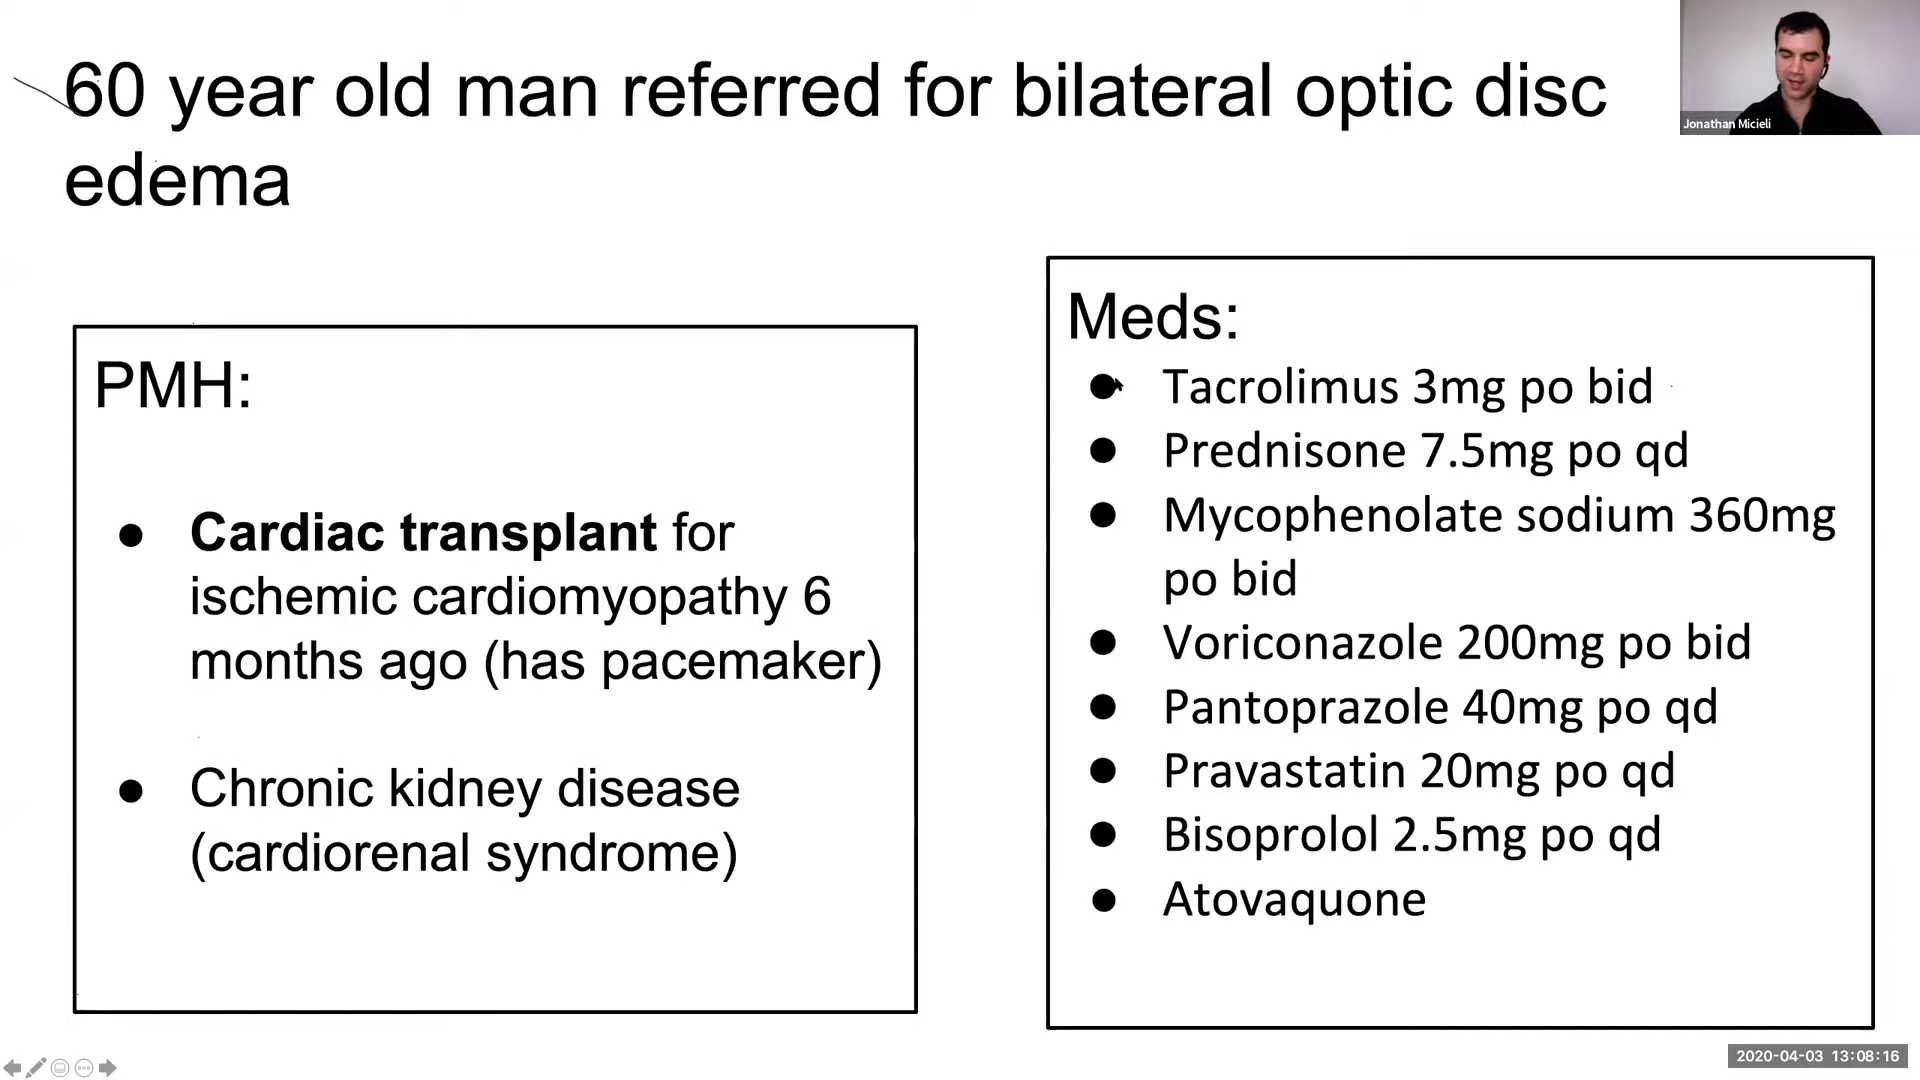 60 year old man referred for bilateral optic disc
edema
Jonathan Micieli
PMH:
● Cardiac transplant for
ischemic cardiomyopathy 6
months ago (has pacemaker)
● Chronic kidney disease
(cardiorenal syndrome)
Meds:
● Tacrolimus 3mg po bid
● Prednisone 7.5mg po qd
● Mycophenolate sodium 360mg
po bid
● Voriconazole 200mg po bid
● Pantoprazole 40mg po qd
● Pravastatin 20mg po qd
● Bisoprolol 2.5mg po qd
● Atovaquone
2020-04-03 13:08:16